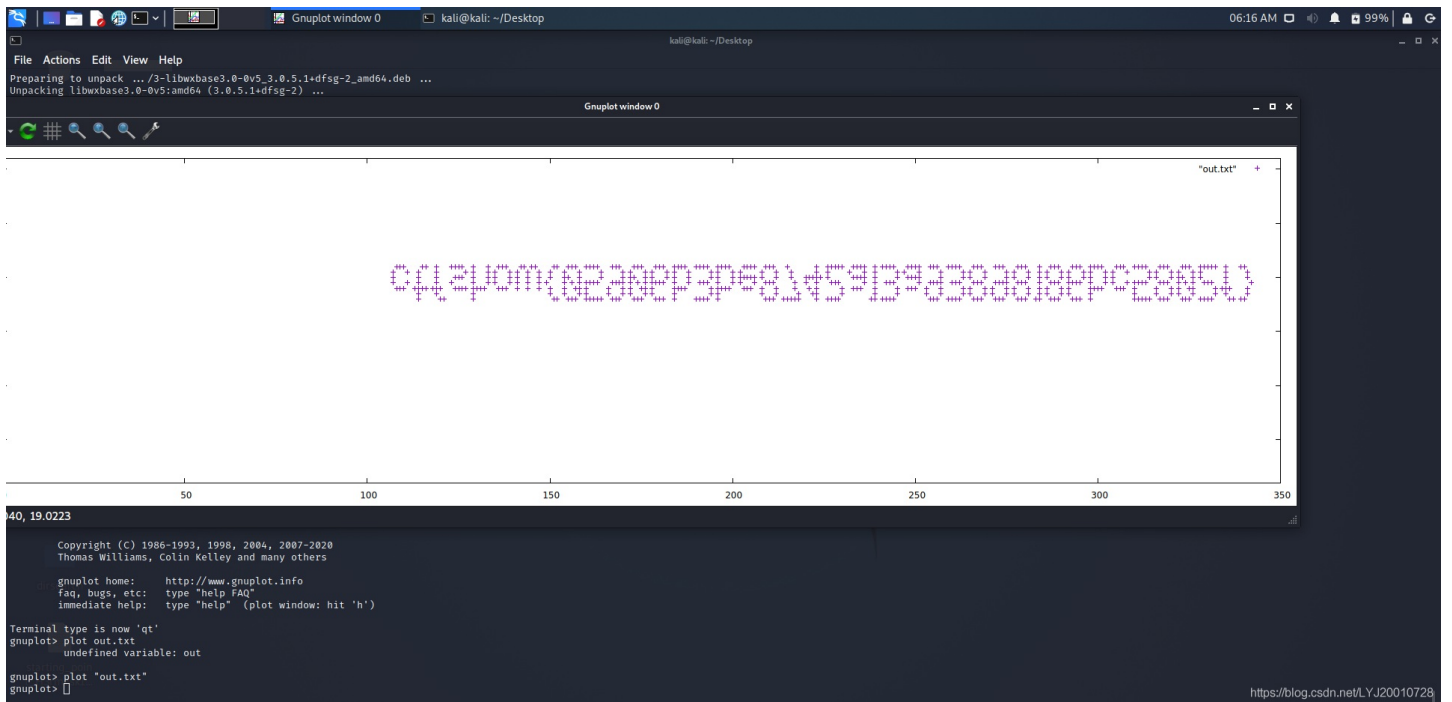 Gnuplot window 0
kali@kali: ~/Desktop
06:16 AM
99%
kali@kali: ~/Desktop
File Actions Edit View Help
Preparing to unpack .../3-libwxbase3.0-0v5_3.0.5.1+dfsg-2_amd64.deb ...
Unpacking libwxbase3.0-0v5:amd64 (3.0.5.1+dfsg-2) ...
Gnuplot window 0
"out.txt"
50
100
150
200
250
300
350
40, 19.0223
Copyright (C) 1986-1993, 1998, 2004, 2007-2020
Thomas Williams, Colin Kelley and many others
gnuplot home: http://www.gnuplot.info
faq, bugs, etc: type "help FAQ"
immediate help: type "help" (plot window: hit 'h')
Terminal type is now 'qt'
gnuplot> plot out.txt
undefined variable: out
gnuplot> plot "out.txt"
gnuplot>
https://blog.csdn.net/LYJ20010728